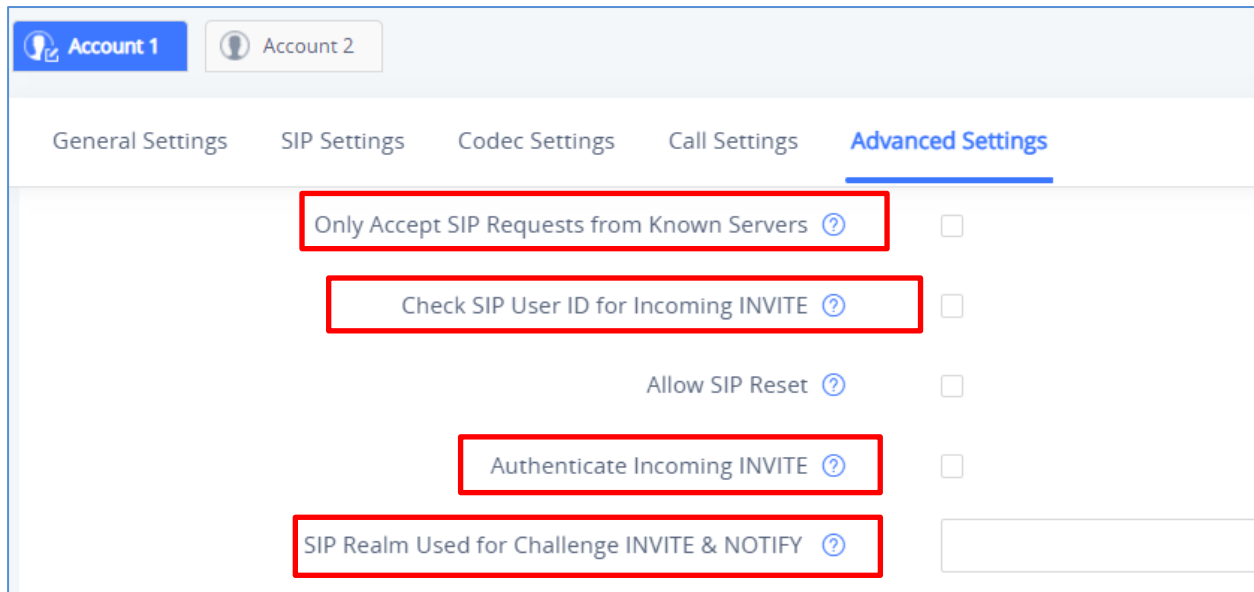 Account 1
Account 2
General Settings SIP Settings Codec Settings Call Settings Advanced Settings
Only Accept SIP Requests from Known Servers ?
Check SIP User ID for Incoming INVITE ?
Allow SIP Reset ?
Authenticate Incoming INVITE ?
SIP Realm Used for Challenge INVITE & NOTIFY ?